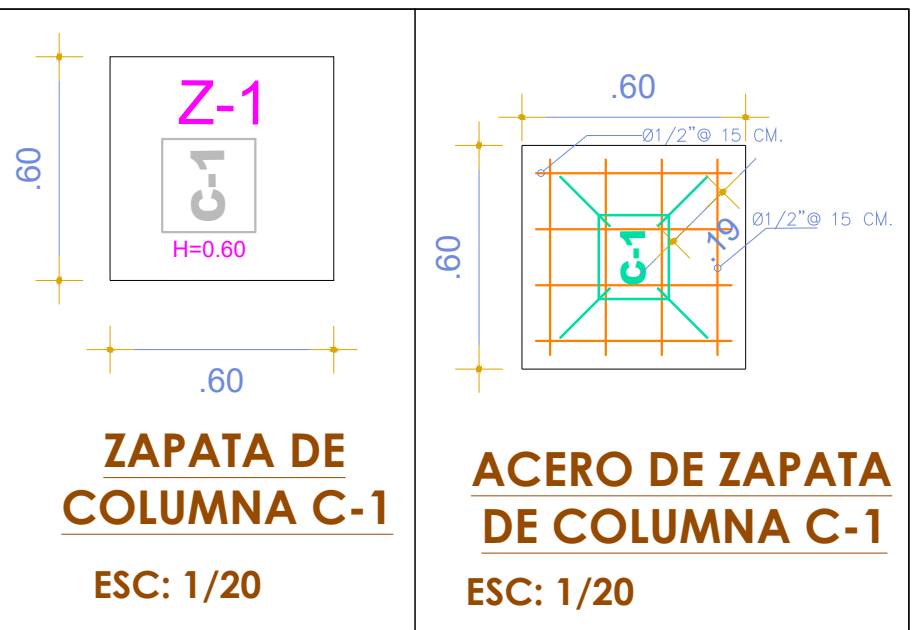 Z-1
C-1
H=0.60
.60
.60
ZAPATA DE
COLUMNA C-1
ESC: 1/20
.60
Ø1/2"@ 15 CM.
Ø1/2"@ 15 CM.
.19
C-1
.60
ACERO DE ZAPATA
DE COLUMNA C-1
ESC: 1/20